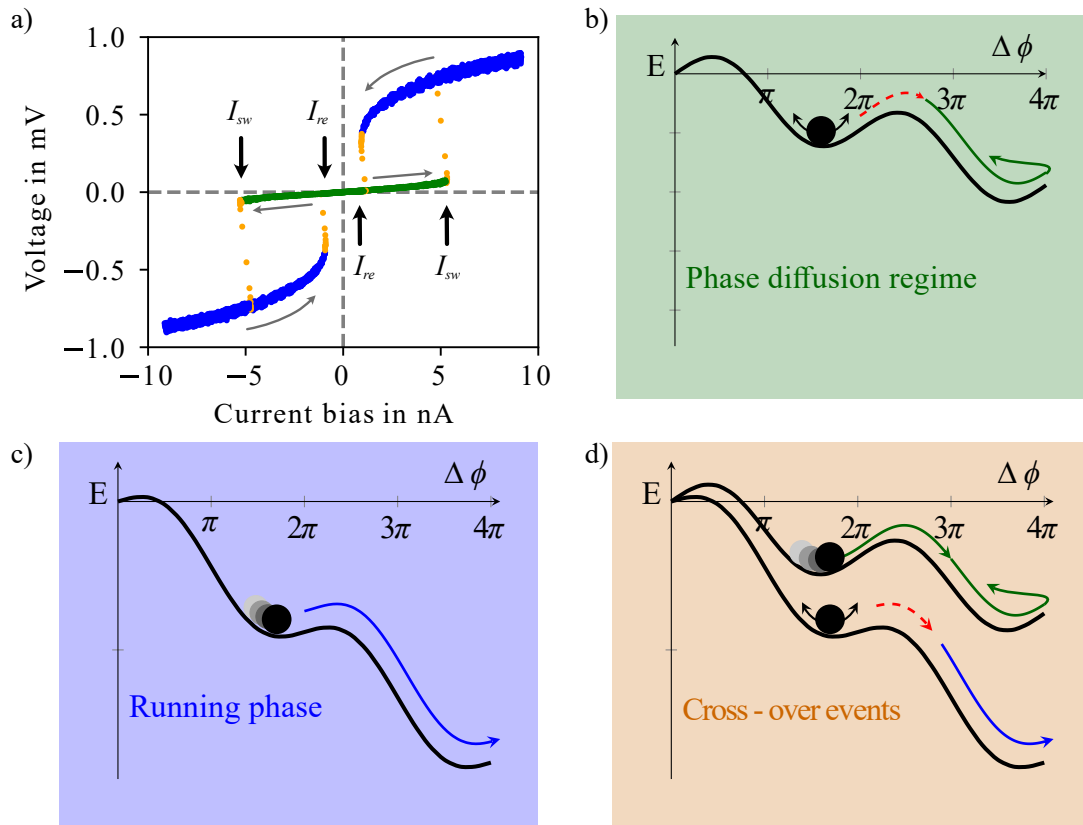 a)
1.0
0.5
0.0
−0.5
−1.0
Voltage in mV
I_sw
I_re
I_re
I_sw
−10
−5
0
5
10
Current bias in nA
b)
E
Δ ϕ
π
2π
3π
4π
Phase diffusion regime
c)
E
Δ ϕ
π
2π
3π
4π
Running phase
d)
E
Δ ϕ
π
2π
3π
4π
Cross - over events